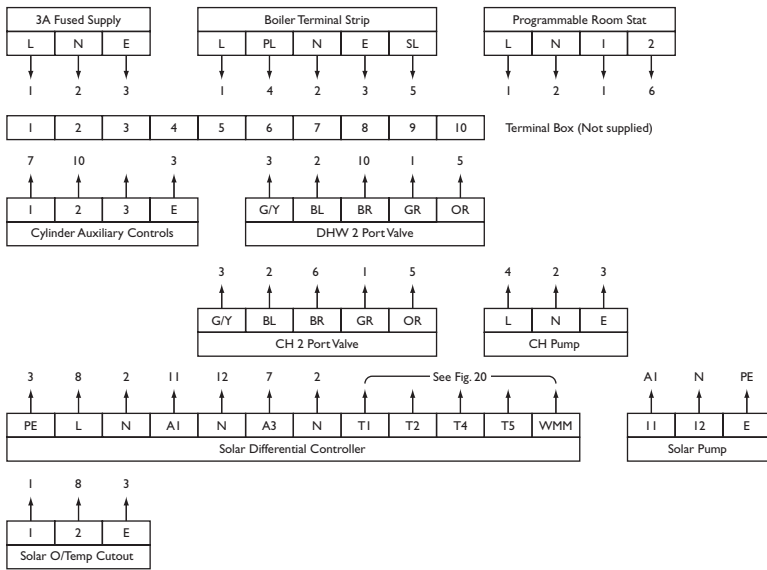 3A Fused Supply Boiler Terminal Strip Programmable Room Stat
L N E L PL N E SL L N 1 2
1 2 3 1 4 2 3 5 1 2 1 6
1 2 3 4 5 6 7 8 9 10 Terminal Box (Not supplied)
7 10 3 3 2 10 1 5
1 2 3 E G/Y BL BR GR OR
Cylinder Auxiliary Controls DHW 2 Port Valve
3 2 6 1 5 4 2 3
G/Y BL BR GR OR L N E
CH 2 Port Valve CH Pump
3 8 2 11 12 7 2 See Fig. 20 A1 N PE
PE L N A1 N A3 N T1 T2 T4 T5 WMM 11 12 E
Solar Differential Controller Solar Pump
1 8 3
1 2 E
Solar O/Temp Cutout